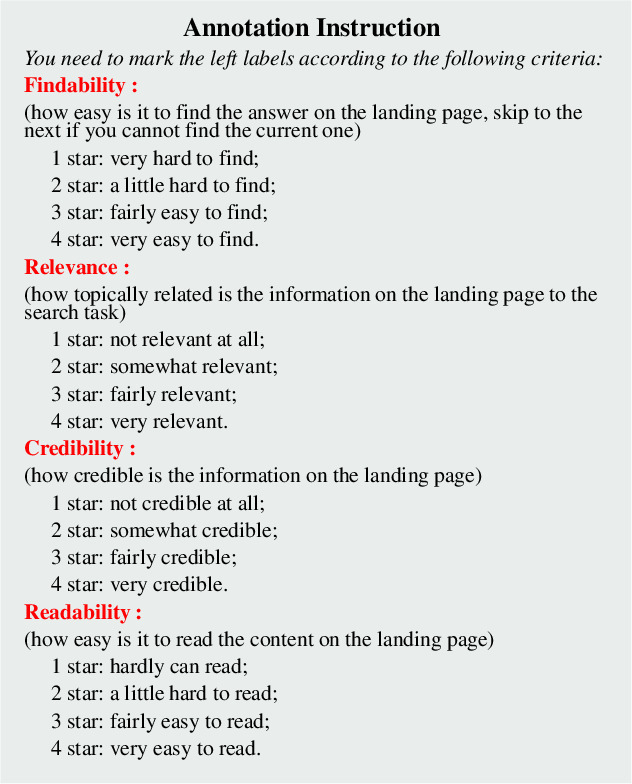 Annotation Instruction
You need to mark the left labels according to the following criteria:
Findability :
(how easy is it to find the answer on the landing page, skip to the
next if you cannot find the current one)
1 star: very hard to find;
2 star: a little hard to find;
3 star: fairly easy to find;
4 star: very easy to find.
Relevance :
(how topically related is the information on the landing page to the
search task)
1 star: not relevant at all;
2 star: somewhat relevant;
3 star: fairly relevant;
4 star: very relevant.
Credibility :
(how credible is the information on the landing page)
1 star: not credible at all;
2 star: somewhat credible;
3 star: fairly credible;
4 star: very credible.
Readability :
(how easy is it to read the content on the landing page)
1 star: hardly can read;
2 star: a little hard to read;
3 star: fairly easy to read;
4 star: very easy to read.